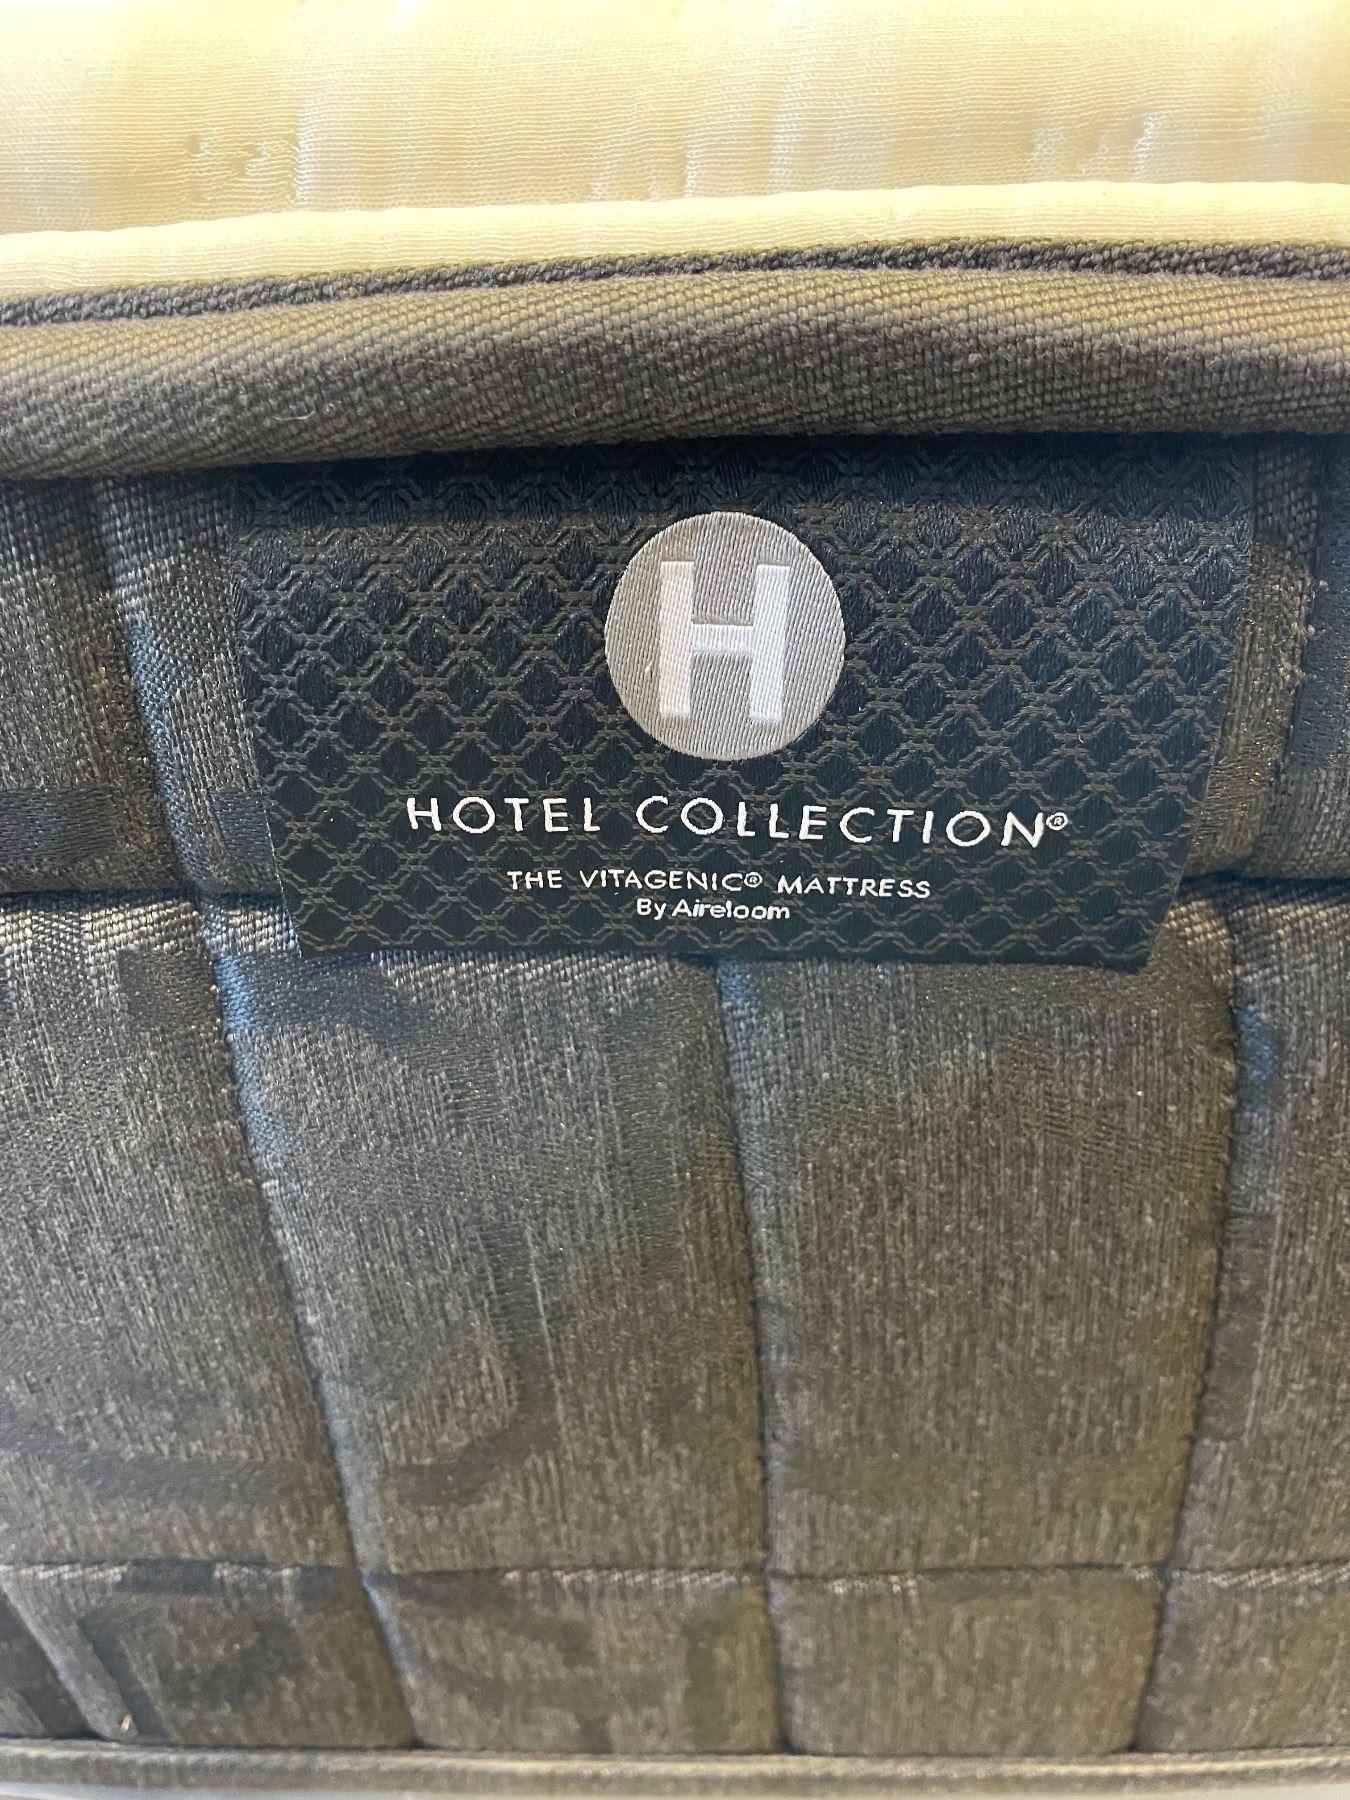 H
HOTEL COLLECTION®
THE VITAGENIC® MATTRESS
By Aireloom